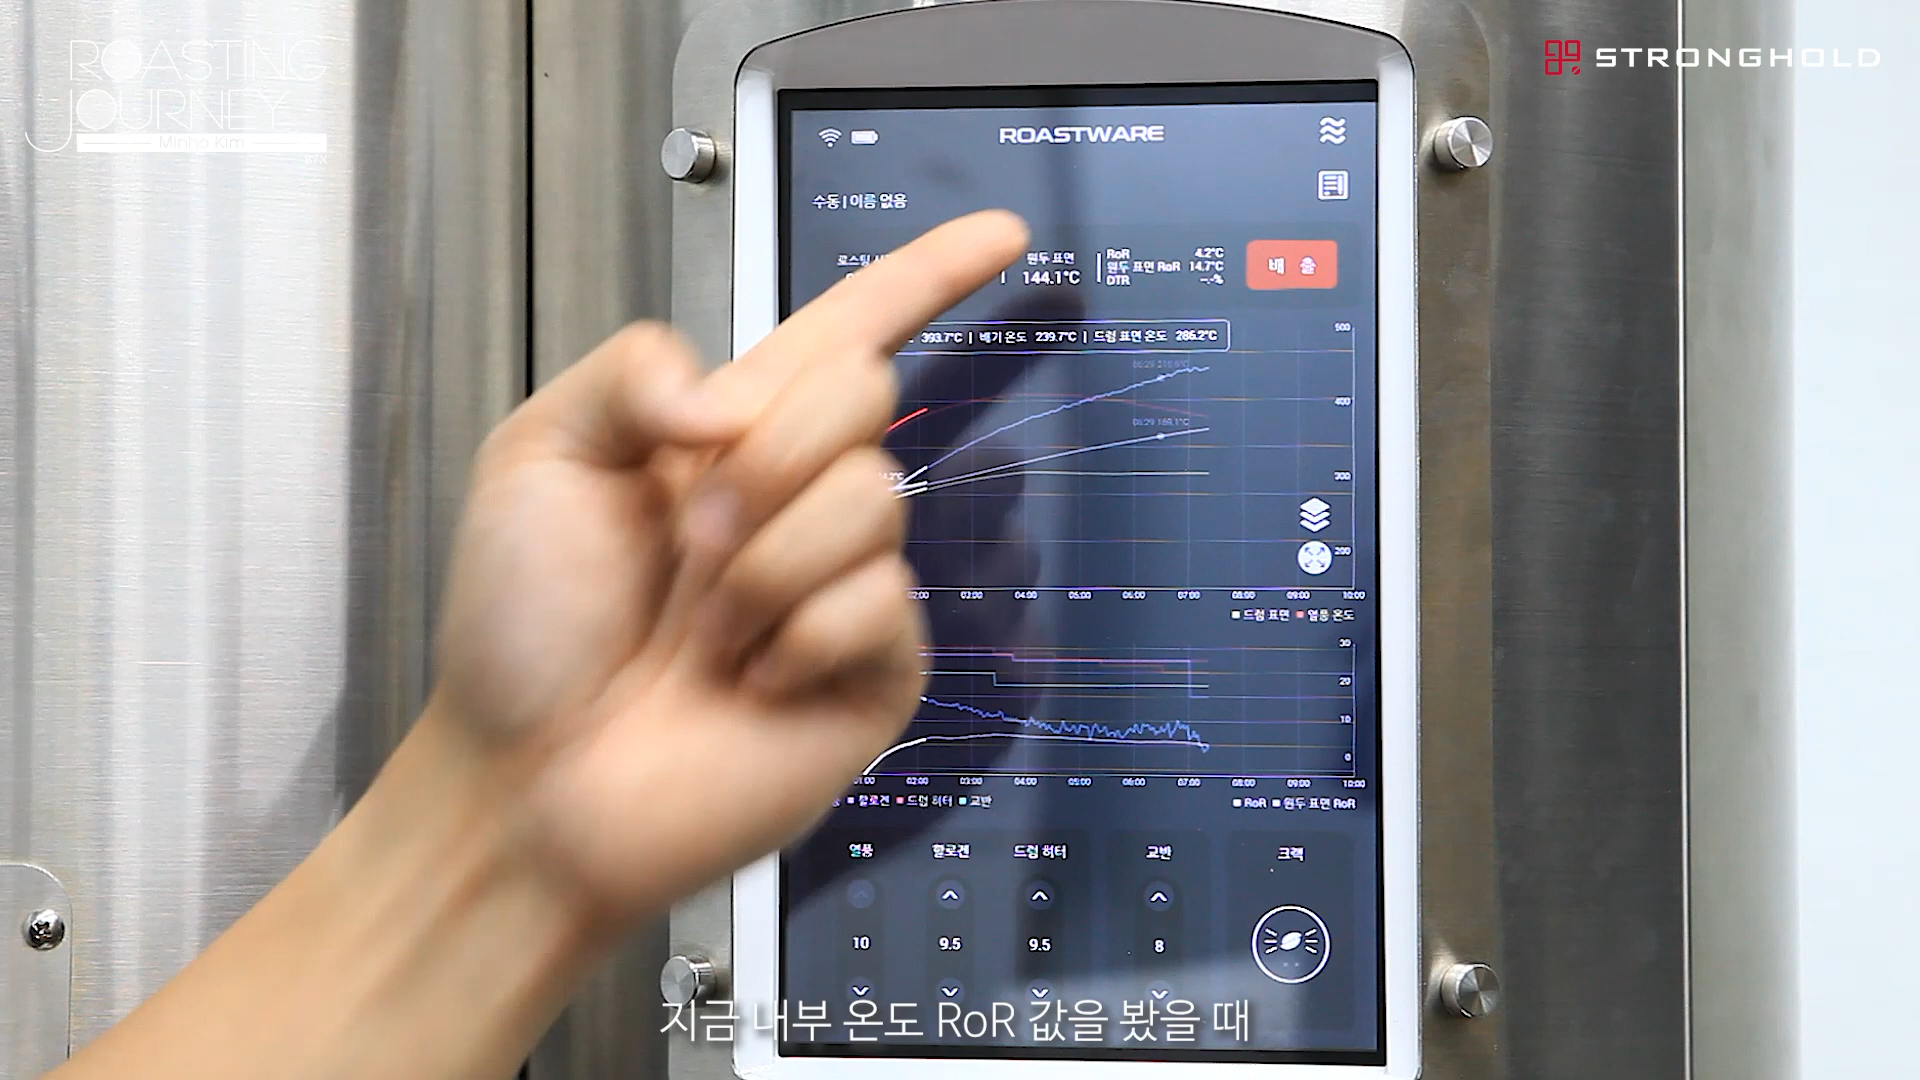 ROASTING
JOURNEY
Minho Kim
STRONGHOLD
ROASTWARE
수동 | 이름 없음
로스팅
원두 표면
144.1°C
RoR 4.2°C
원두 표면 RoR 14.7°C
DTR --.-%
배출
393.7°C | 배기 온도 239.7°C | 드럼 표면 온도 286.2°C
500
400
300
200
02:00 03:00 04:00 05:00 06:00 07:00 08:00 09:00 10:00
드럼 표면 열풍 온도
30
20
10
0
01:00 02:00 03:00 04:00 05:00 06:00 07:00 08:00 09:00 10:00
할로겐 드럼 히터 교반
RoR 원두 표면 RoR
열풍 할로겐 드럼 히터 교반 크랙
10 9.5 9.5 8
지금 내부 온도 RoR 값을 봤을 때